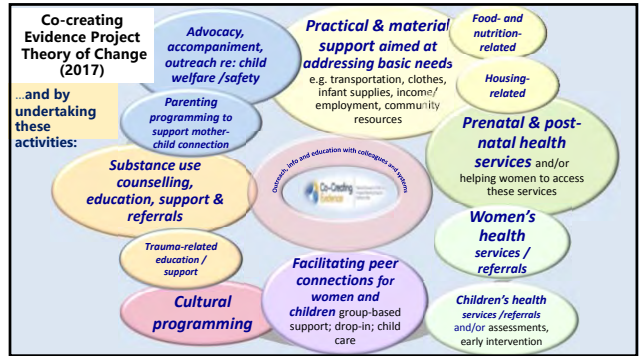 Co-creating
Evidence Project
Theory of Change
(2017)
...and by
undertaking
these
activities:
Advocacy,
accompaniment,
outreach re: child
welfare /safety
Parenting
programming to
support mother-
child connection
Substance use
counselling,
education, support &
referrals
Trauma-related
education /
support
Cultural
programming
Practical & material
support aimed at
addressing basic needs
e.g. transportation, clothes,
infant supplies, income/
employment, community
resources
Outreach, info and education with colleagues and systems
Co-Creating
Evidence
Facilitating peer
connections for
women and
children group-based
support; drop-in; child
care
Food- and
nutrition-
related
Housing-
related
Prenatal & post-
natal health
services and/or
helping women to access
these services
Women's
health
services /
referrals
Children's health
services /referrals
and/or assessments,
early intervention